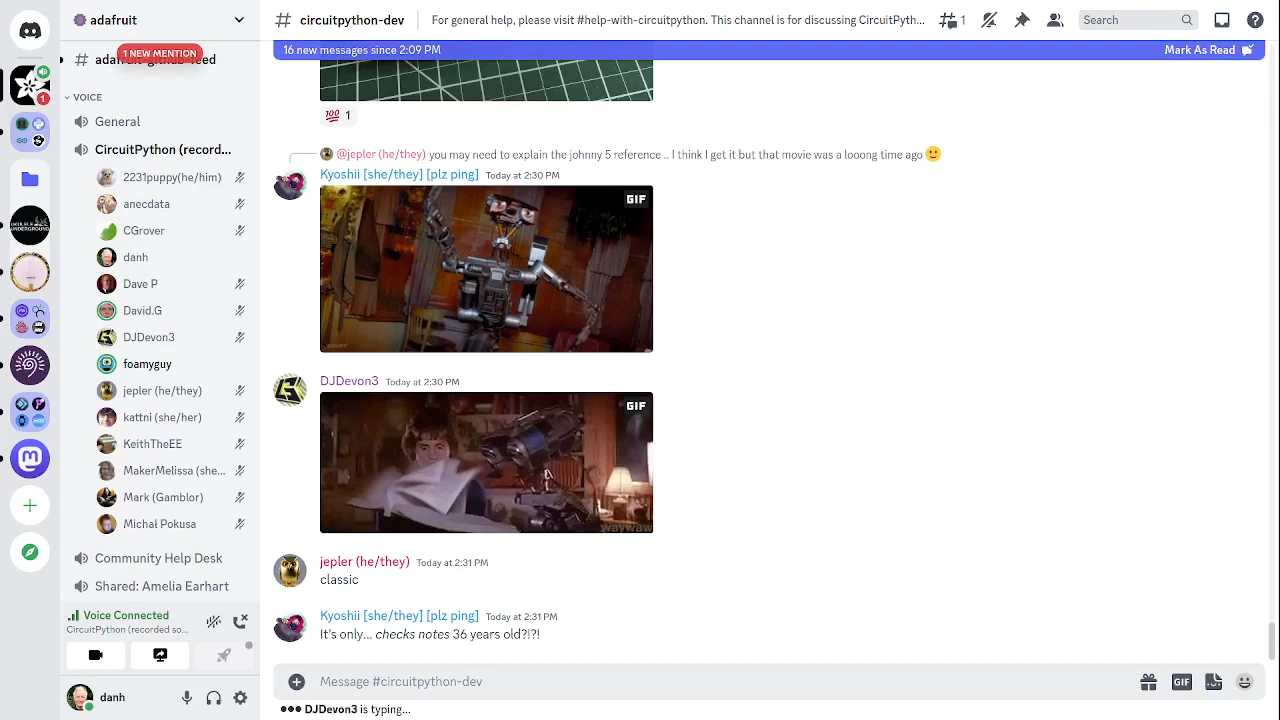 adafruit
circuitpython-dev
For general help, please visit #help-with-circuitpython. This channel is for discussing CircuitPyth...
1
Search
16 new messages since 2:09 PM
Mark As Read
1 NEW MENTION
1
VOICE
General
CircuitPython (record...
2231puppy(he/him)
anecdata
CGrover
danh
Dave P
David.G
DJDevon3
foamyguy
jepler (he/they)
kattni (she/her)
KeithTheEE
MakerMelissa (she...
Mark (Gamblor)
Michał Pokusa
Community Help Desk
Shared: Amelia Earhart
Voice Connected
CircuitPython (recorded so...
danh
100 1
@jepler (he/they) you may need to explain the johnny 5 reference .. I think I get it but that movie was a looong time ago
Kyoshii [she/they] [plz ping] Today at 2:30 PM
GIF
DJDevon3 Today at 2:30 PM
GIF
jepler (he/they) Today at 2:31 PM
classic
Kyoshii [she/they] [plz ping] Today at 2:31 PM
It's only... checks notes 36 years old?!?!
Message #circuitpython-dev
GIF
DJDevon3 is typing...